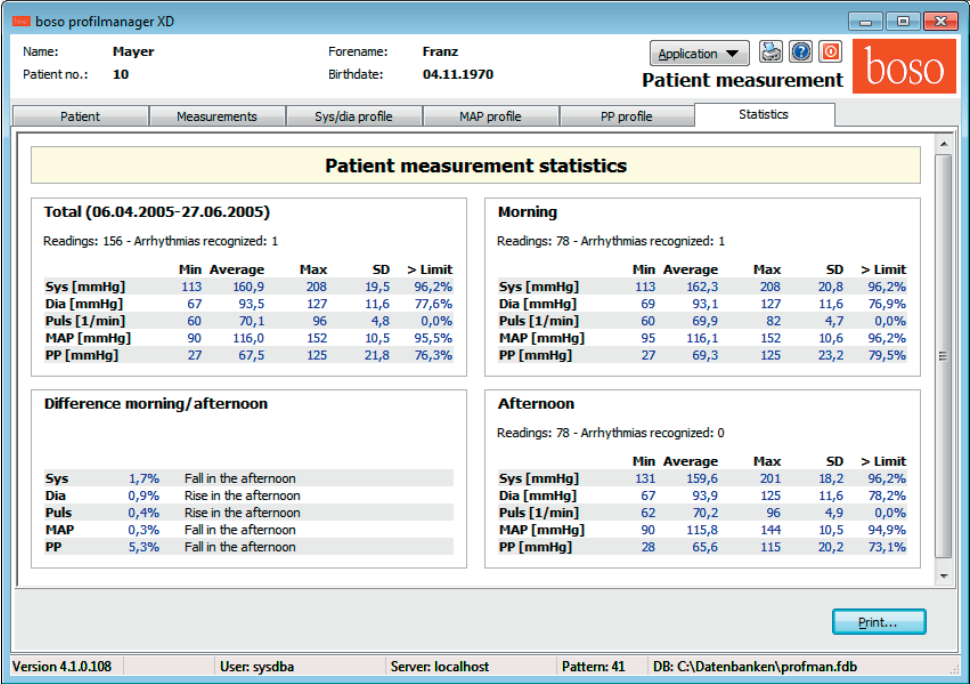 boso profilmanager XD
Name: Mayer Forename: Franz Application
Patient no.: 10 Birthdate: 04.11.1970 Patient measurement
boso
Patient Measurements Sys/dia profile MAP profile PP profile Statistics
Patient measurement statistics
Total (06.04.2005-27.06.2005)
Readings: 156 - Arrhythmias recognized: 1
Min Average Max SD > Limit
Sys [mmHg] 113 160,9 208 19,5 96,2%
Dia [mmHg] 67 93,5 127 11,6 77,6%
Puls [1/min] 60 70,1 96 4,8 0,0%
MAP [mmHg] 90 116,0 152 10,5 95,5%
PP [mmHg] 27 67,5 125 21,8 76,3%
Morning
Readings: 78 - Arrhythmias recognized: 1
Min Average Max SD > Limit
Sys [mmHg] 113 162,3 208 20,8 96,2%
Dia [mmHg] 69 93,1 127 11,6 76,9%
Puls [1/min] 60 69,9 82 4,7 0,0%
MAP [mmHg] 95 116,1 152 10,6 96,2%
PP [mmHg] 27 69,3 125 23,2 79,5%
Difference morning/afternoon
Sys 1,7% Fall in the afternoon
Dia 0,9% Rise in the afternoon
Puls 0,4% Rise in the afternoon
MAP 0,3% Fall in the afternoon
PP 5,3% Fall in the afternoon
Afternoon
Readings: 78 - Arrhythmias recognized: 0
Min Average Max SD > Limit
Sys [mmHg] 131 159,6 201 18,2 96,2%
Dia [mmHg] 67 93,9 125 11,6 78,2%
Puls [1/min] 62 70,2 96 4,9 0,0%
MAP [mmHg] 90 115,8 144 10,5 94,9%
PP [mmHg] 28 65,6 115 20,2 73,1%
Print...
Version 4.1.0.108 User: sysdba Server: localhost Pattern: 41 DB: C:\Datenbanken\profman.fdb